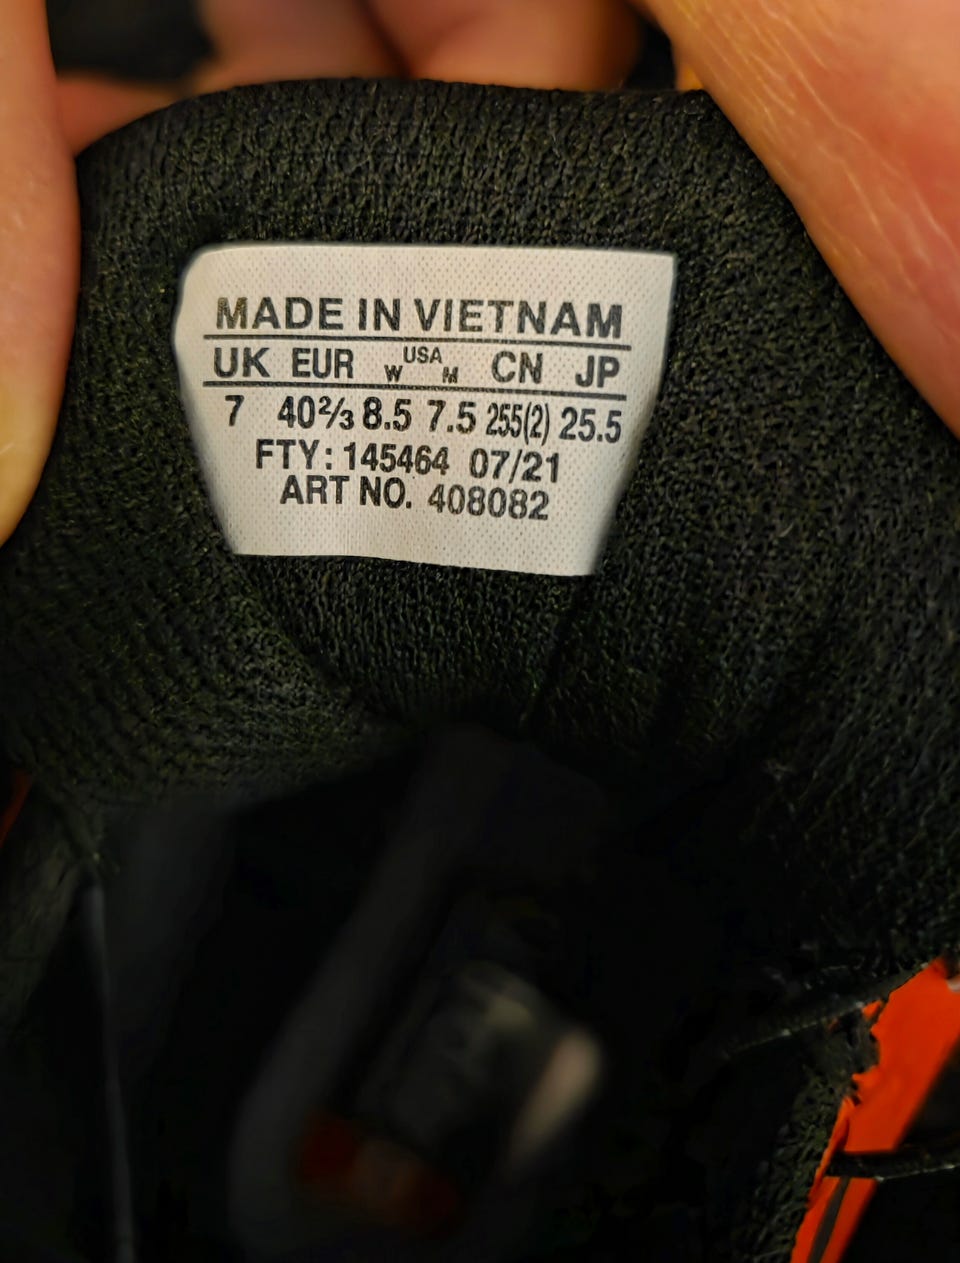 MADE IN VIETNAM
UK EUR W USA M CN JP
7 40⅔ 8.5 7.5 255(2) 25.5
FTY: 145464 07/21
ART NO. 408082